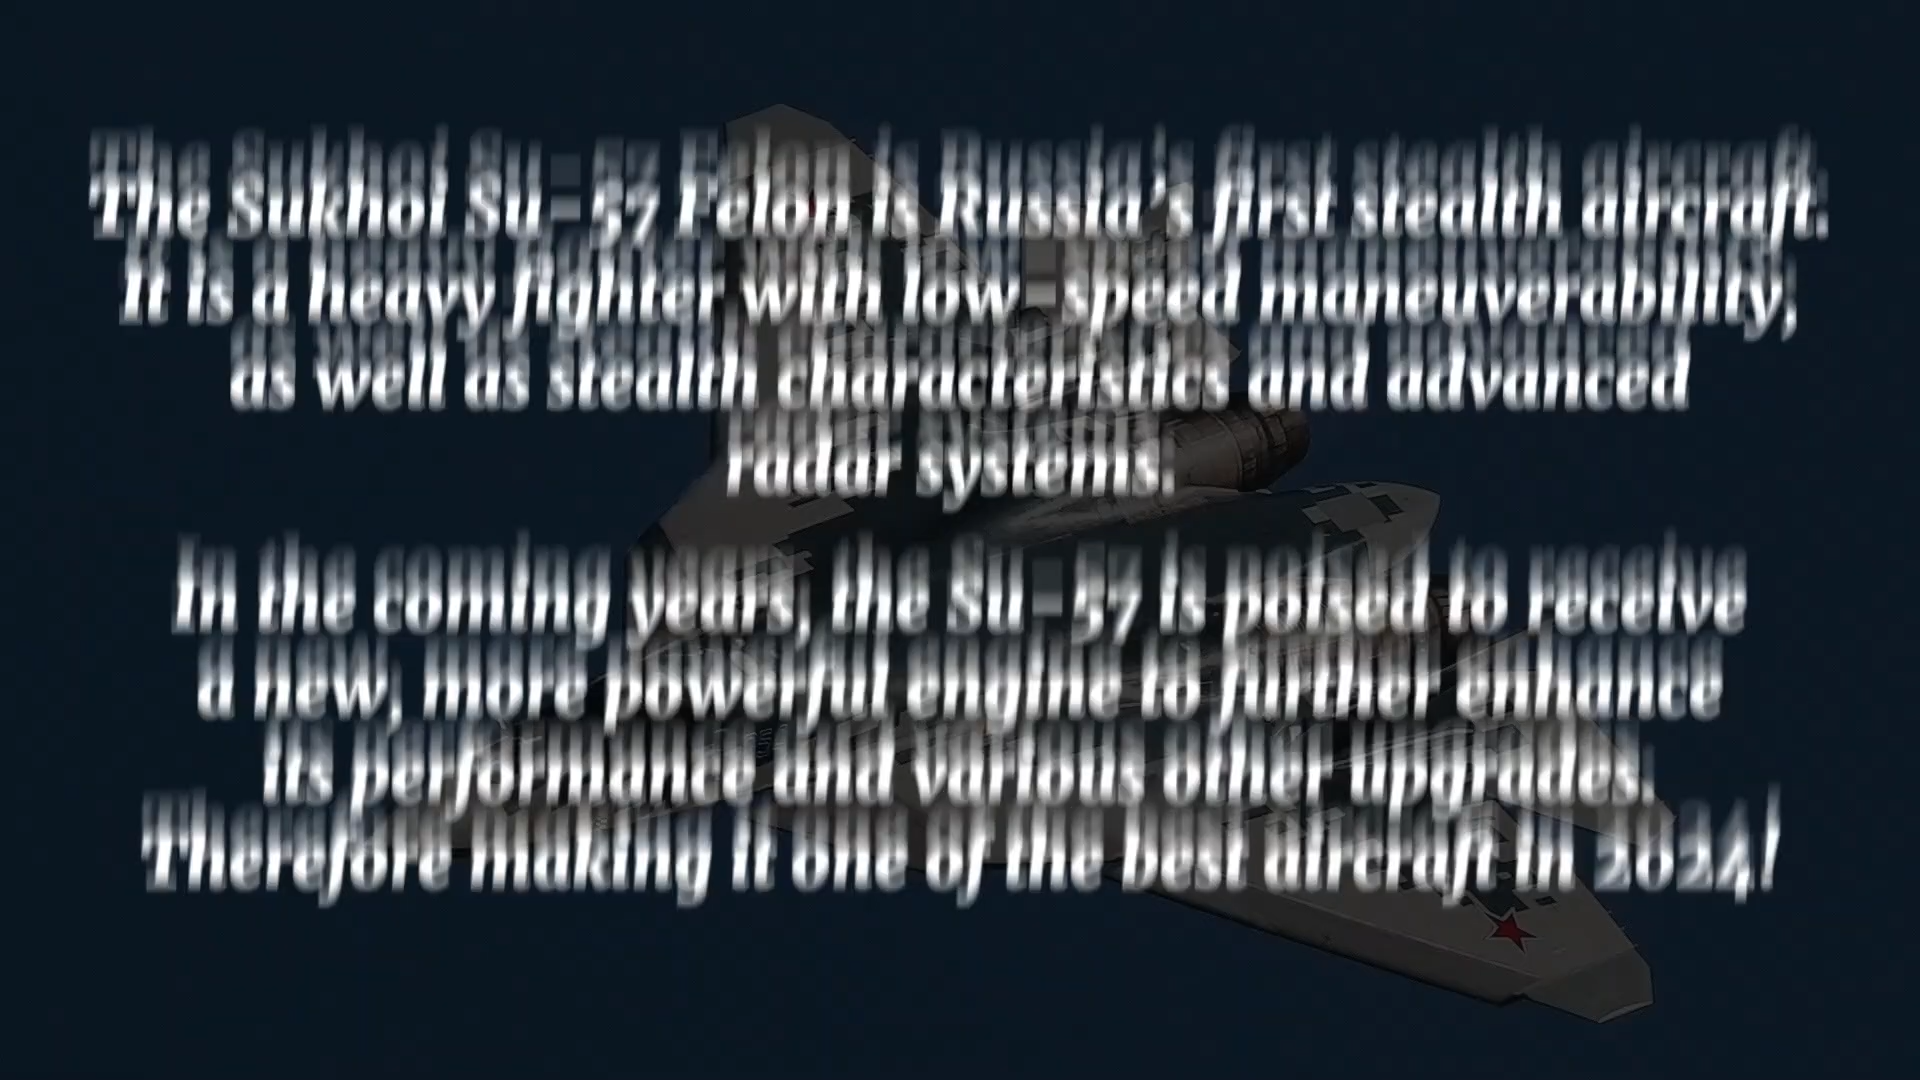 The Sukhoi Su-57 Felon is Russia's first stealth aircraft.
It is a heavy fighter with low-speed maneuverability,
as well as stealth characteristics and advanced
radar systems.
In the coming years, the Su-57 is poised to receive
a new, more powerful engine to further enhance
its performance and various other upgrades.
Therefore making it one of the best aircraft in 2024!